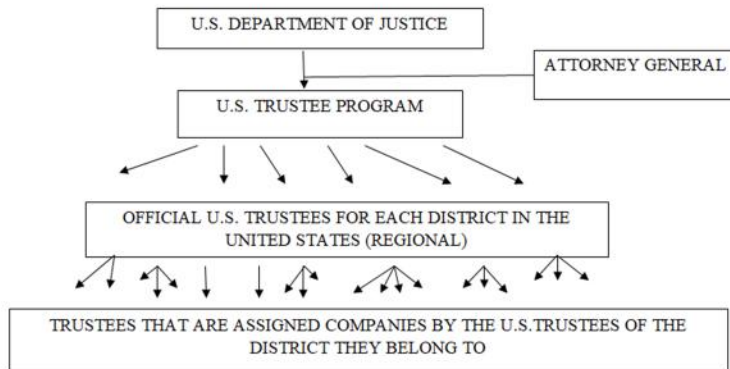 U.S. DEPARTMENT OF JUSTICE
ATTORNEY GENERAL
U.S. TRUSTEE PROGRAM
OFFICIAL U.S. TRUSTEES FOR EACH DISTRICT IN THE
UNITED STATES (REGIONAL)
TRUSTEES THAT ARE ASSIGNED COMPANIES BY THE U.S.TRUSTEES OF THE
DISTRICT THEY BELONG TO